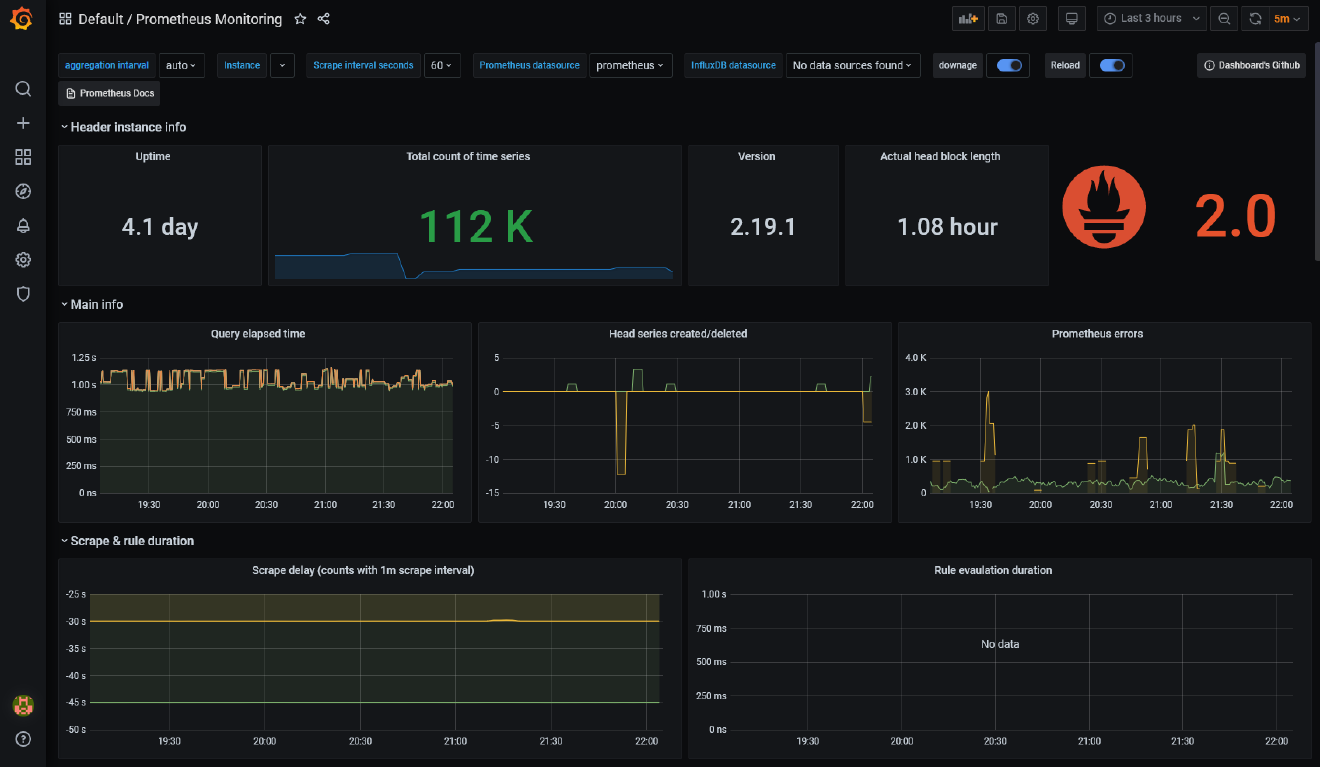 Default / Prometheus Monitoring
Last 3 hours
5m
aggregation intarval auto Instance Scrape interval seconds 60 Prometheus datasource prometheus InfluxDB datasource No data sources found downage Reload Dashboard's Github
Prometheus Docs
Header instance info
Uptime
4.1 day
Total count of time series
112 K
Version
2.19.1
Actual head block length
1.08 hour
2.0
Main info
Query elapsed time
1.25 s
1.00 s
750 ms
500 ms
250 ms
0 ns
19:30 20:00 20:30 21:00 21:30 22:00
Head series created/deleted
5
0
-5
-10
-15
19:30 20:00 20:30 21:00 21:30 22:00
Prometheus errors
4.0 K
3.0 K
2.0 K
1.0 K
0
19:30 20:00 20:30 21:00 21:30 22:00
Scrape & rule duration
Scrape delay (counts with 1m scrape interval)
-25 s
-30 s
-35 s
-40 s
-45 s
-50 s
19:30 20:00 20:30 21:00 21:30 22:00
Rule evaulation duration
1.00 s
750 ms
500 ms
250 ms
0 ns
No data
19:30 20:00 20:30 21:00 21:30 22:00